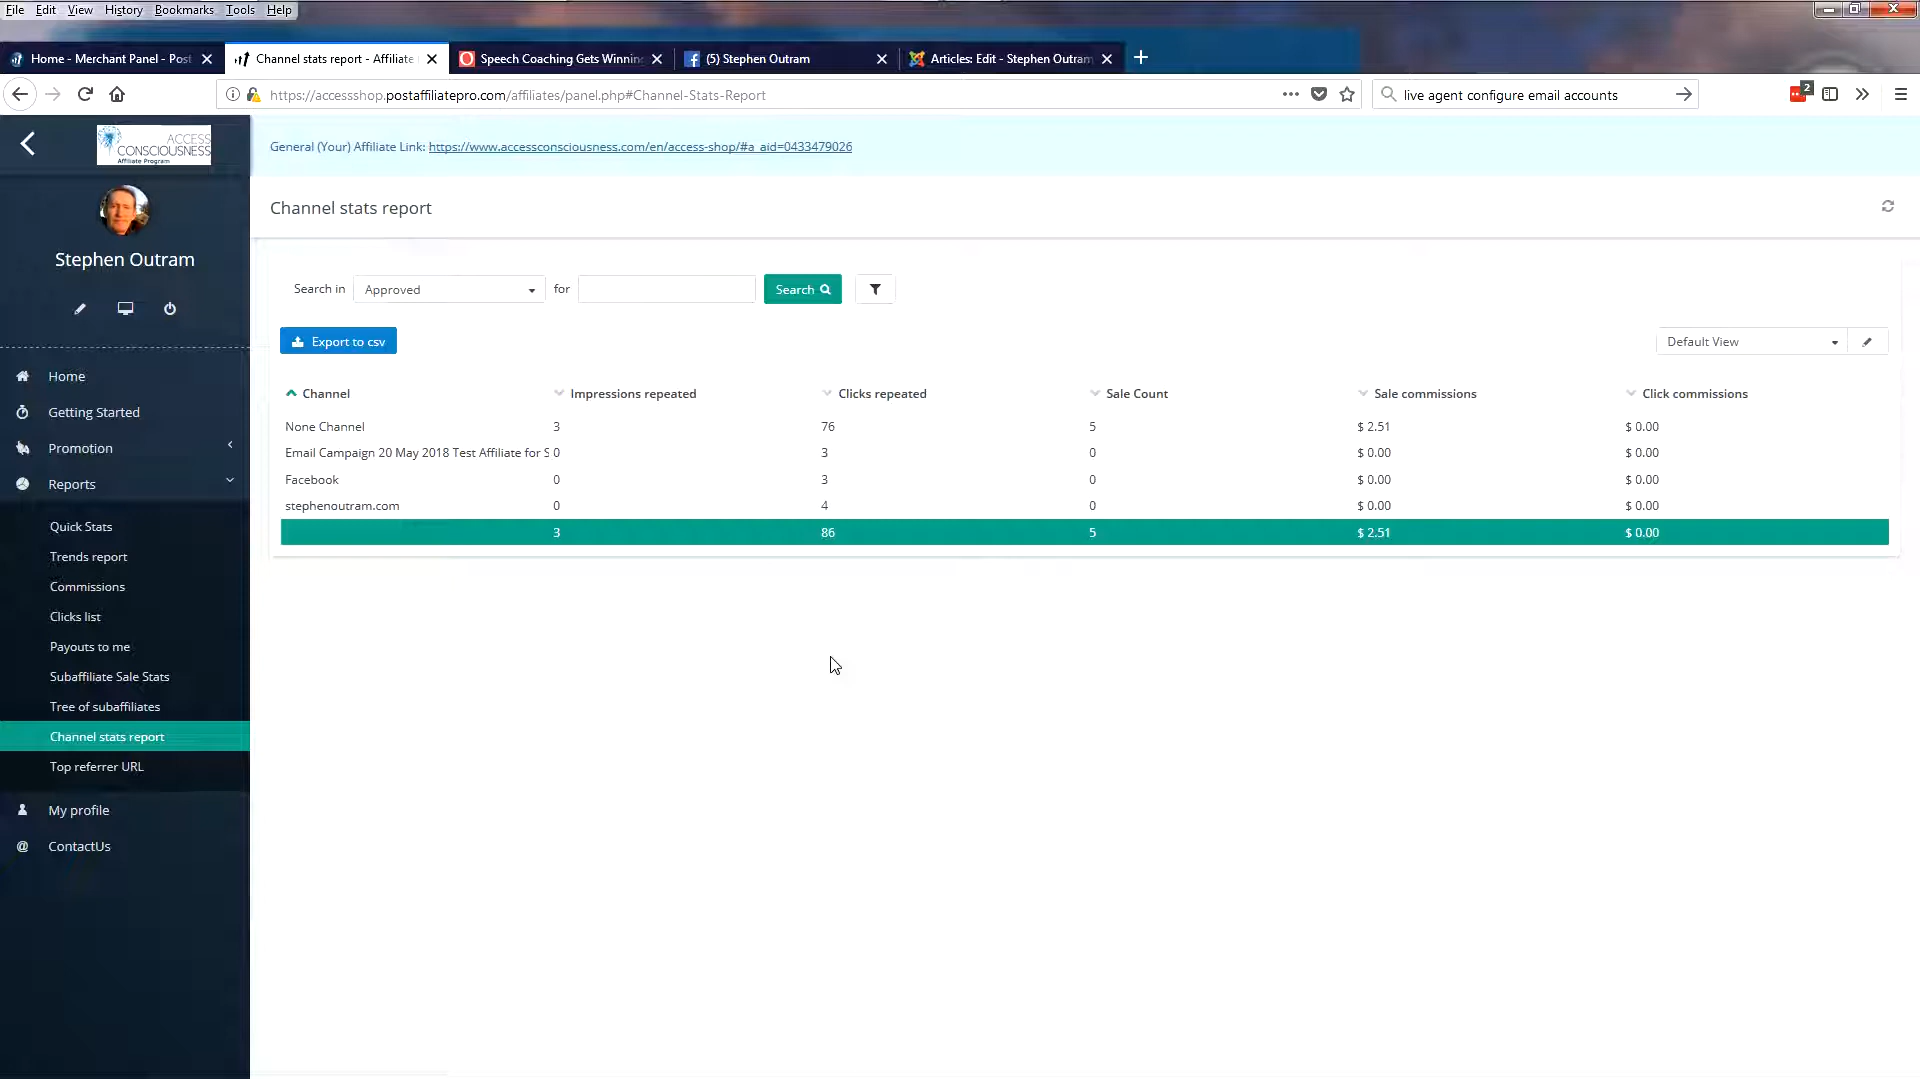 File Edit View History Bookmarks Tools Help
Home - Merchant Panel - Post
Channel stats report - Affiliate
Speech Coaching Gets Winning
(5) Stephen Outram
Articles: Edit - Stephen Outram
https://accessshop.postaffiliatepro.com/affiliates/panel.php#Channel-Stats-Report
live agent configure email accounts
2
ACCESS
CONSCIOUSNESS
Affiliate Program
General (Your) Affiliate Link: https://www.accessconsciousness.com/en/access-shop/#a_aid=0433479026
Stephen Outram
Home
Getting Started
Promotion
Reports
Quick Stats
Trends report
Commissions
Clicks list
Payouts to me
Subaffiliate Sale Stats
Tree of subaffiliates
Channel stats report
Top referrer URL
My profile
@ ContactUs
Channel stats report
Search in Approved for Search
Export to csv
Default View
Channel Impressions repeated Clicks repeated Sale Count Sale commissions Click commissions
None Channel 3 76 5 $ 2.51 $ 0.00
Email Campaign 20 May 2018 Test Affiliate for S 0 3 0 $ 0.00 $ 0.00
Facebook 0 3 0 $ 0.00 $ 0.00
stephenoutram.com 0 4 0 $ 0.00 $ 0.00
3 86 5 $ 2.51 $ 0.00